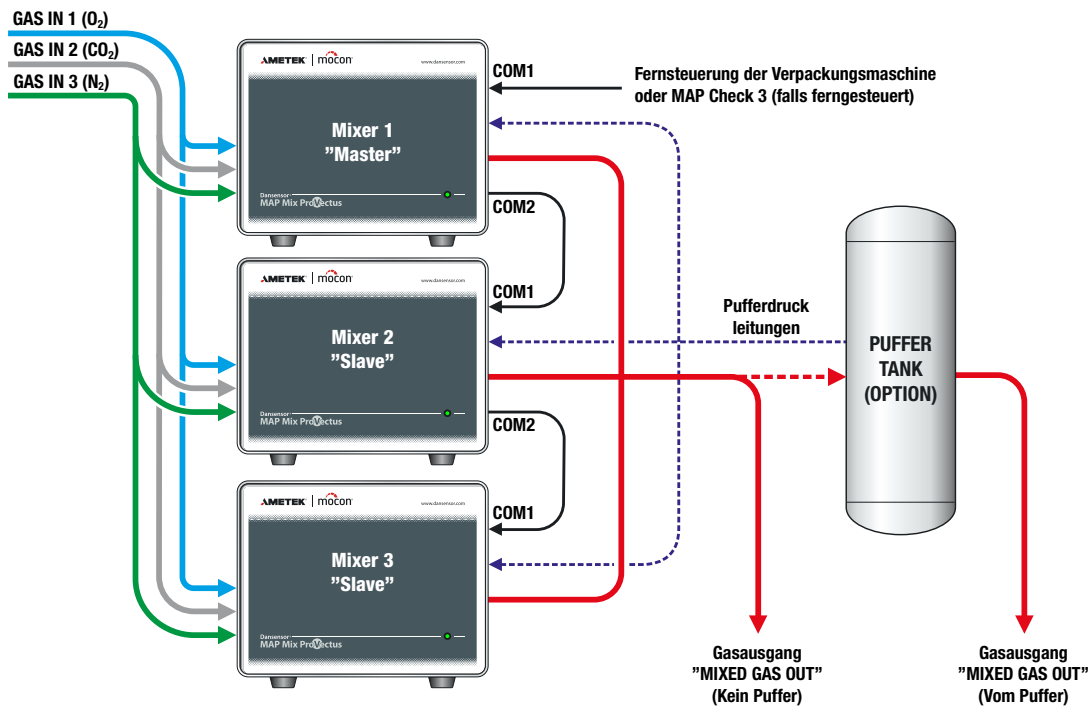 GAS IN 1 (O₂)
GAS IN 2 (CO₂)
GAS IN 3 (N₂)
AMETEK mocon
www.dansensor.com
Mixer 1
”Master”
Dansensor
MAP Mix ProVectus
COM1
Fernsteuerung der Verpackungsmaschine
oder MAP Check 3 (falls ferngesteuert)
COM2
AMETEK mocon
www.dansensor.com
Mixer 2
”Slave”
Dansensor
MAP Mix ProVectus
COM1
COM2
Pufferdruck
leitungen
PUFFER
TANK
(OPTION)
AMETEK mocon
www.dansensor.com
Mixer 3
”Slave”
Dansensor
MAP Mix ProVectus
COM1
Gasausgang
”MIXED GAS OUT”
(Kein Puffer)
Gasausgang
”MIXED GAS OUT”
(Vom Puffer)